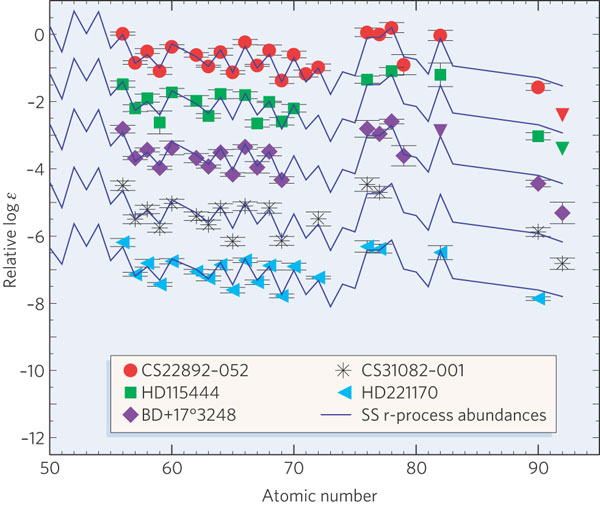 Relative log ε
0
−2
−4
−6
−8
−10
−12
CS22892–052
HD115444
BD+17°3248
CS31082–001
HD221170
SS r-process abundances
50
60
70
80
90
Atomic number